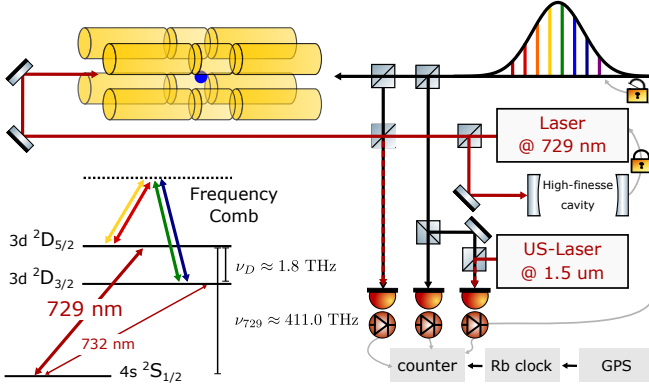 Laser
@ 729 nm
High-finesse
cavity
Frequency
Comb
3d ²D₅/₂
US-Laser
@ 1.5 um
ν_D ≈ 1.8 THz
3d ²D₃/₂
729 nm
ν₇₂₉ ≈ 411.0 THz
732 nm
4s ²S₁/₂
counter
Rb clock
GPS